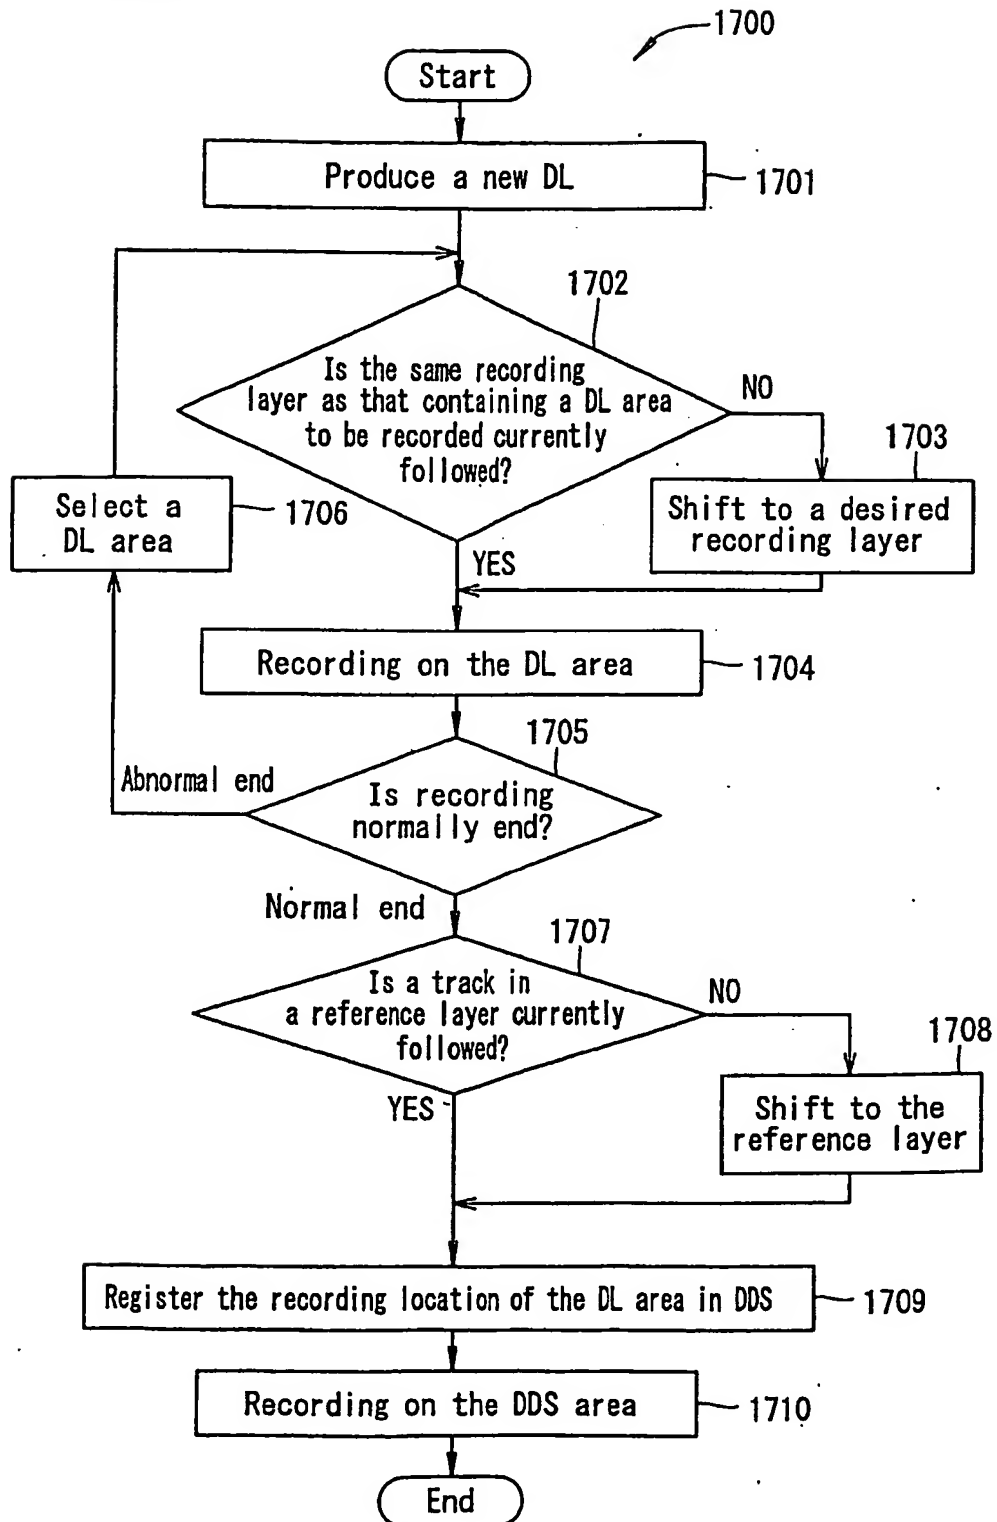 1700
Start
Produce a new DL
1701
1702
Is the same recording
layer as that containing a DL area
to be recorded currently
followed?
NO
1703
Shift to a desired
recording layer
Select a
DL area
1706
YES
Recording on the DL area
1704
1705
Abnormal end
Is recording
normally end?
Normal end
1707
Is a track in
a reference layer currently
followed?
NO
1708
Shift to the
reference layer
YES
Register the recording location of the DL area in DDS
1709
Recording on the DDS area
1710
End